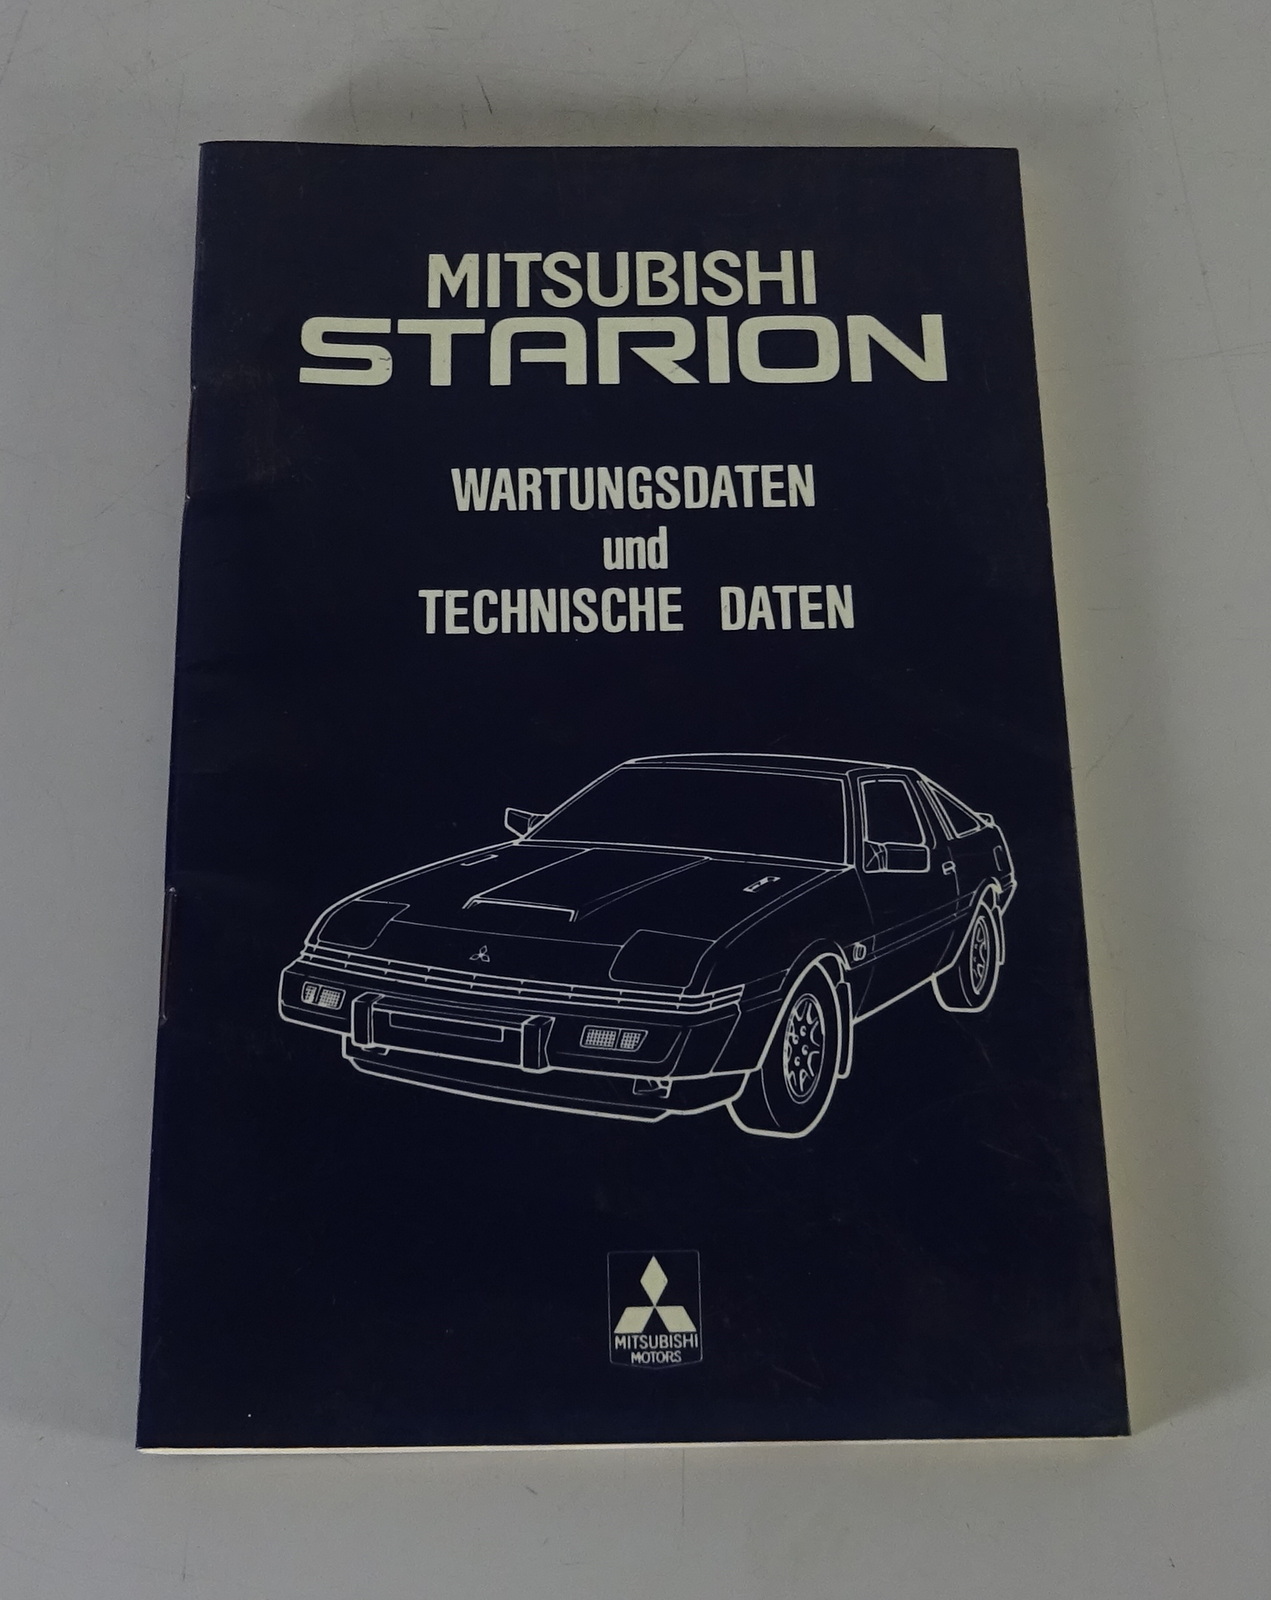 MITSUBISHI
STARION
WARTUNGSDATEN
und
TECHNISCHE DATEN
MITSUBISHI
MOTORS